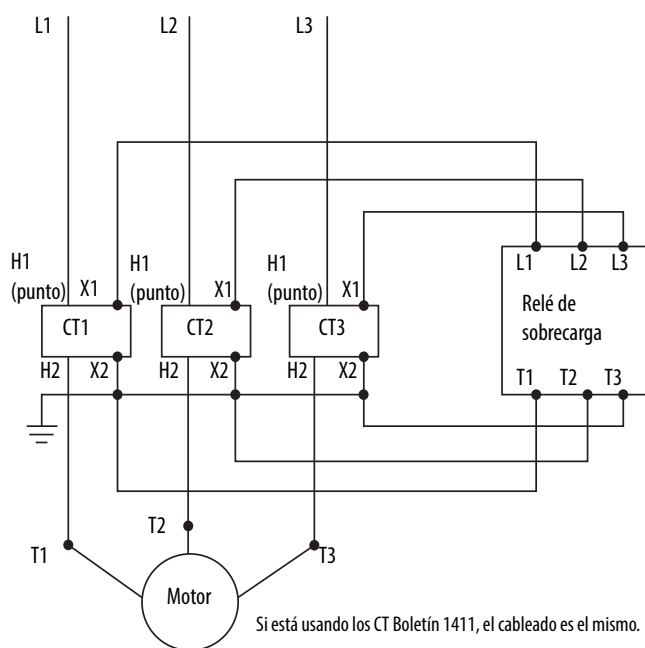 L1
L2
L3
H1
(punto)
X1
H1
(punto)
X1
H1
(punto)
X1
L1
L2
L3
CT1
CT2
CT3
Relé de
sobrecarga
H2
X2
H2
X2
H2
X2
T1
T2
T3
T1
T2
T3
Motor
Si está usando los CT Boletín 1411, el cableado es el mismo.